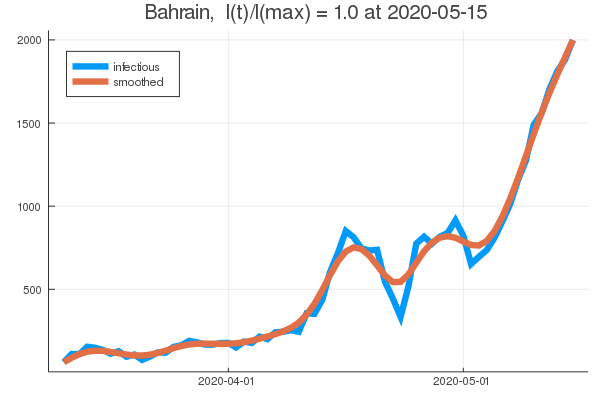 Bahrain,  I(t)/I(max) = 1.0 at 2020-05-15
2000
infectious
smoothed
1500
1000
500
2020-04-01
2020-05-01